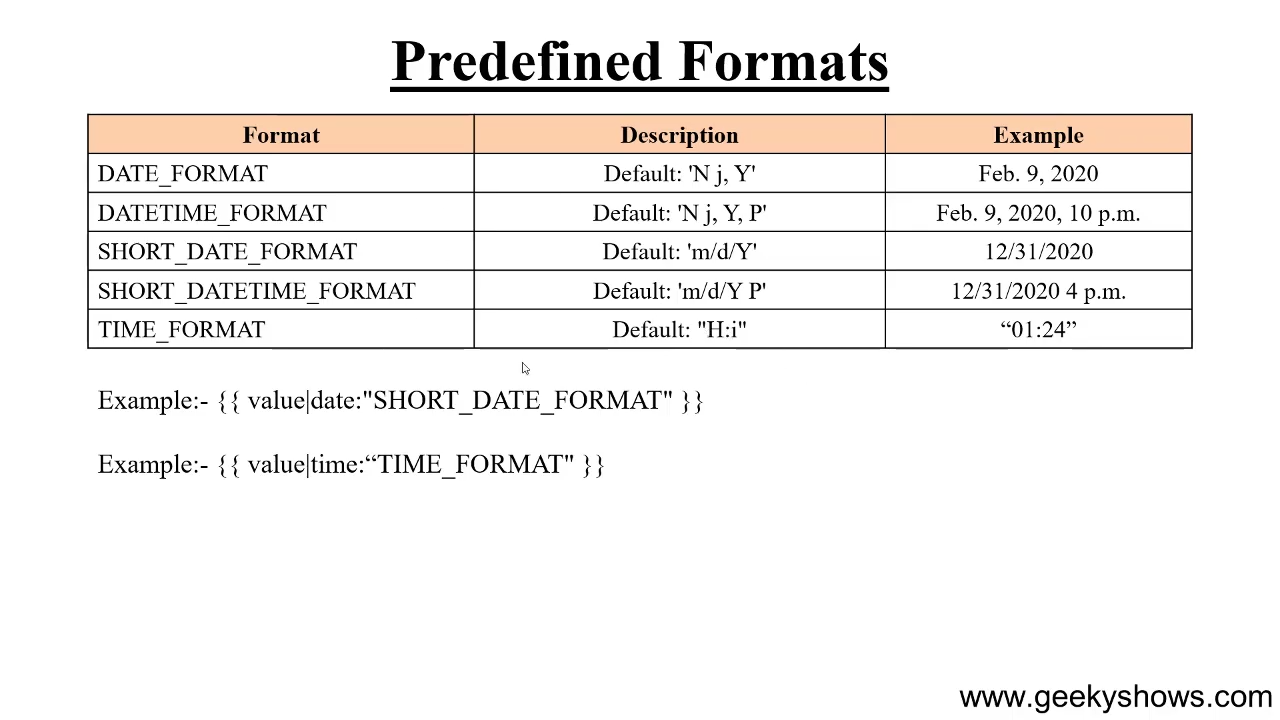 Predefined Formats
Format Description Example
DATE_FORMAT Default: 'N j, Y' Feb. 9, 2020
DATETIME_FORMAT Default: 'N j, Y, P' Feb. 9, 2020, 10 p.m.
SHORT_DATE_FORMAT Default: 'm/d/Y' 12/31/2020
SHORT_DATETIME_FORMAT Default: 'm/d/Y P' 12/31/2020 4 p.m.
TIME_FORMAT Default: "H:i" “01:24”
Example:- {{ value|date:"SHORT_DATE_FORMAT" }}
Example:- {{ value|time:“TIME_FORMAT" }}
www.geekyshows.com